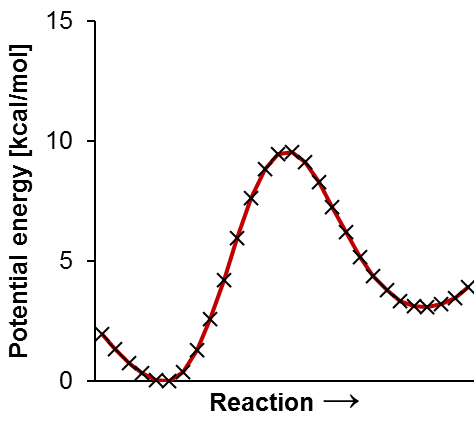 15
10
5
0
Potential energy [kcal/mol]
Reaction →